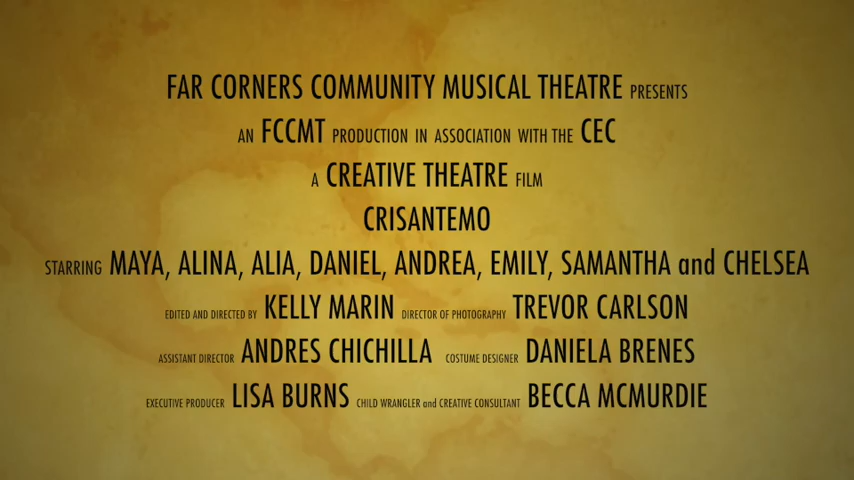 FAR CORNERS COMMUNITY MUSICAL THEATRE PRESENTS
AN FCCMT PRODUCTION IN ASSOCIATION WITH THE CEC
A CREATIVE THEATRE FILM
CRISANTEMO
STARRING MAYA, ALINA, ALIA, DANIEL, ANDREA, EMILY, SAMANTHA and CHELSEA
EDITED AND DIRECTED BY KELLY MARIN DIRECTOR OF PHOTOGRAPHY TREVOR CARLSON
ASSISTANT DIRECTOR ANDRES CHICHILLA COSTUME DESIGNER DANIELA BRENES
EXECUTIVE PRODUCER LISA BURNS CHILD WRANGLER and CREATIVE CONSULTANT BECCA MCMURDIE